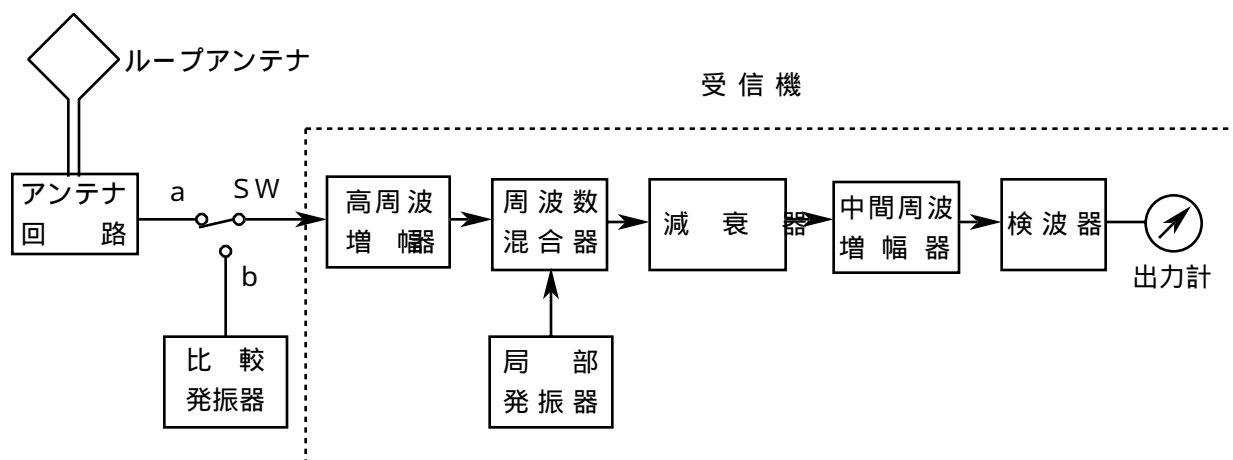 ループアンテナ
受信機
アンテナ
回路
a
SW
b
高周波
増幅器
周波数
混合器
減衰器
中間周波
増幅器
検波器
出力計
比較
発振器
局部
発振器